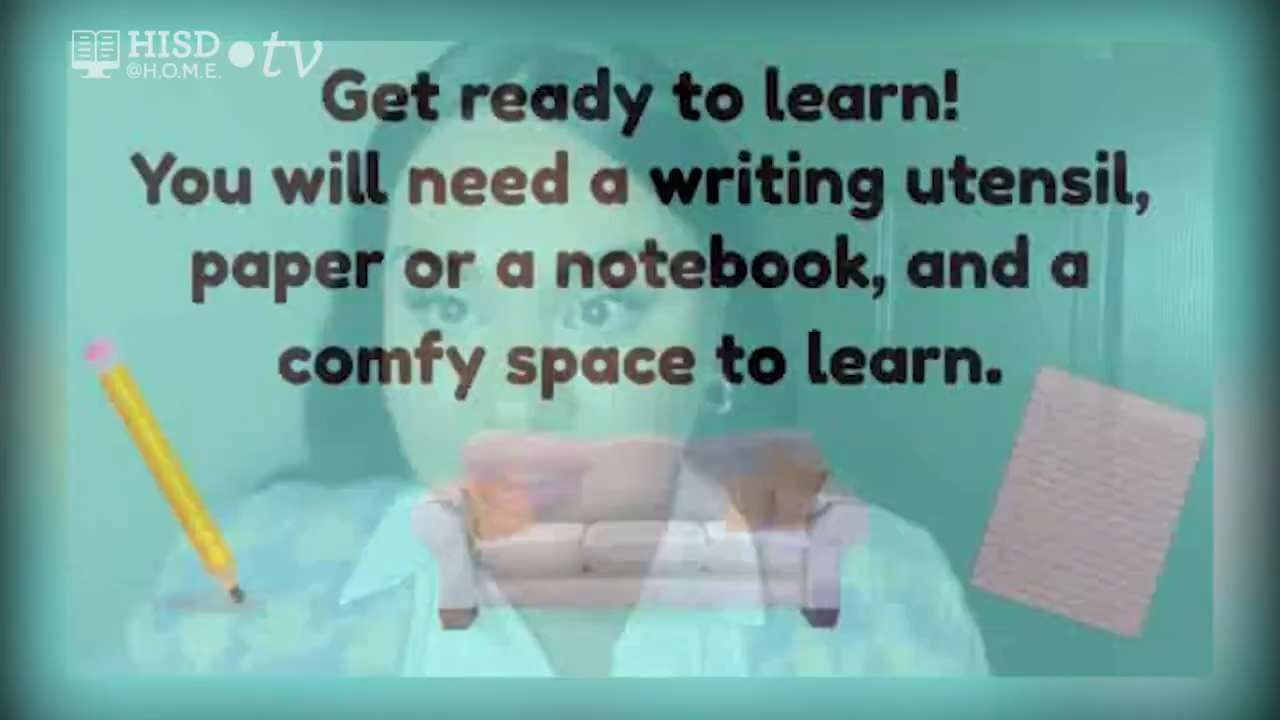 HISD
@H.O.M.E.
tv
Get ready to learn!
You will need a writing utensil,
paper or a notebook, and a
comfy space to learn.